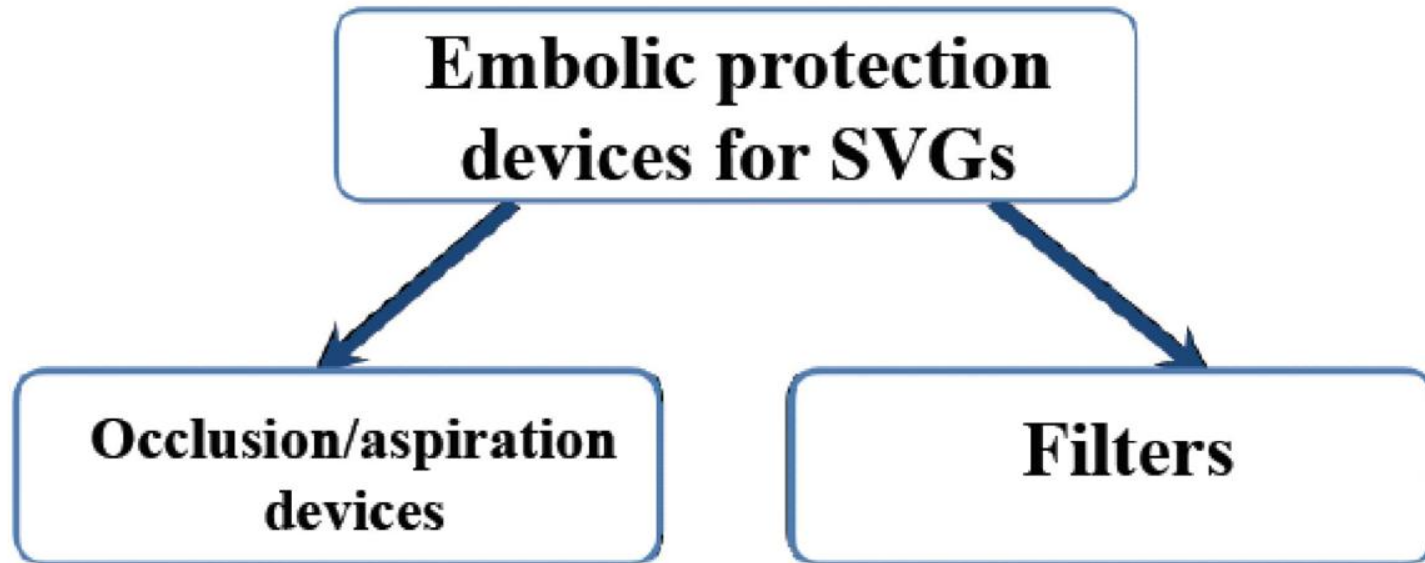 Embolic protection
devices for SVGs
Occlusion/aspiration
devices
Filters